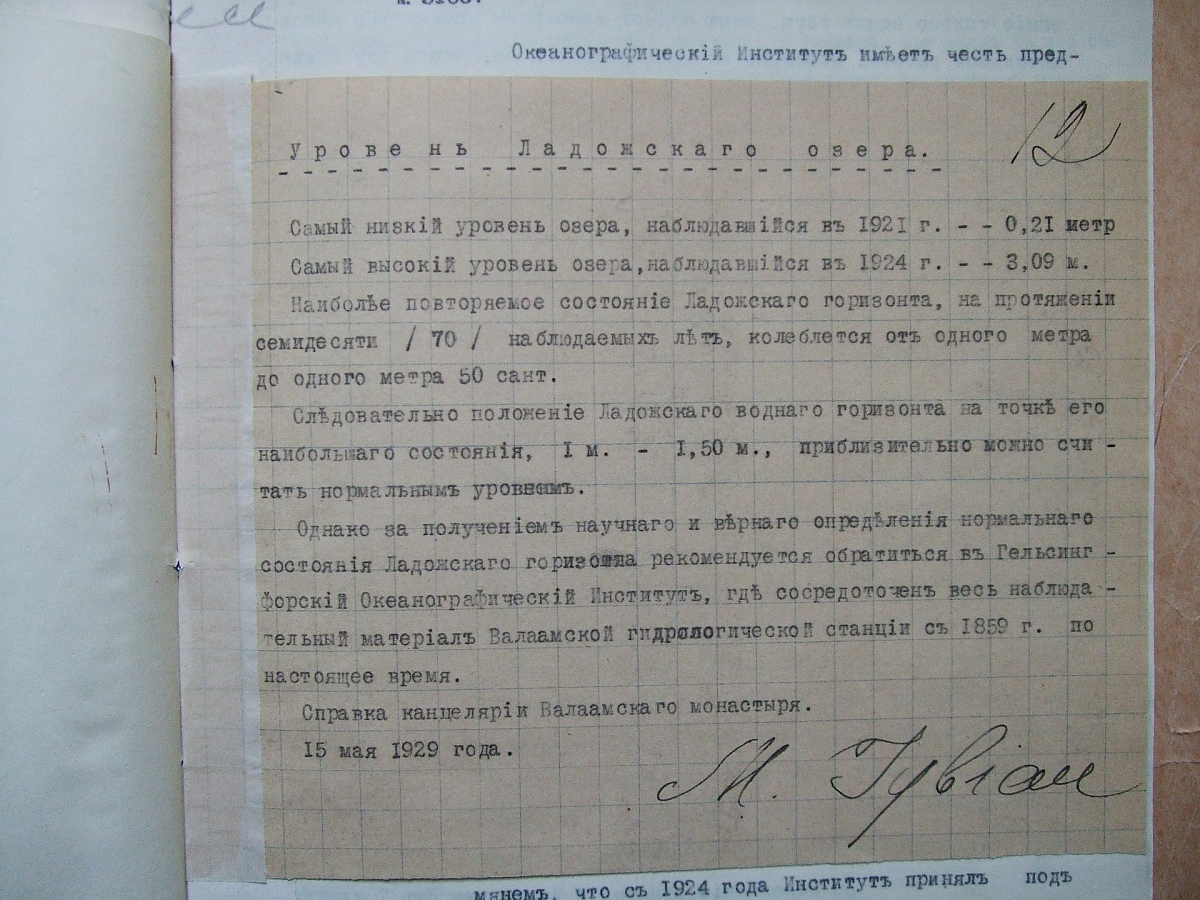 Океанографическій Институтъ имѣетъ честь пред-
12
Уровень Ладожскаго озера.
Самый низкій уровень озера, наблюдавшійся въ 1921 г. - - 0,21 метр
Самый высокій уровень озера,наблюдавшійся въ 1924 г. - - 3,09 м.
Наиболѣе повторяемое состояніе Ладожскаго горизонта, на протяженіи
семидесяти / 70 / наблюдаемыхъ лѣтъ, колеблется отъ одного метра
до одного метра 50 сант.
Слѣдовательно положеніе Ладожскаго воднаго горизонта на точкѣ его
наибольшаго состоянія, 1 м. - 1,50 м., приблизительно можно счи -
тать нормальнымъ уровнемъ.
Однако за полученіемъ научнаго и вѣрнаго опредѣленія нормальнаго
состоянія Ладожскаго горизонта рекомендуется обратиться въ Гельсинг -
форскій Океанографическій Институтъ, гдѣ сосредоточенъ весь наблюда -
тельный матеріалъ Валаамской гидрологической станціи съ 1859 г. по
настоящее время.
Справка канцеляріи Валаамскаго монастыря.
15 мая 1929 года.
М. Іувіан
мянемъ, что съ 1924 года Институтъ принялъ подъ